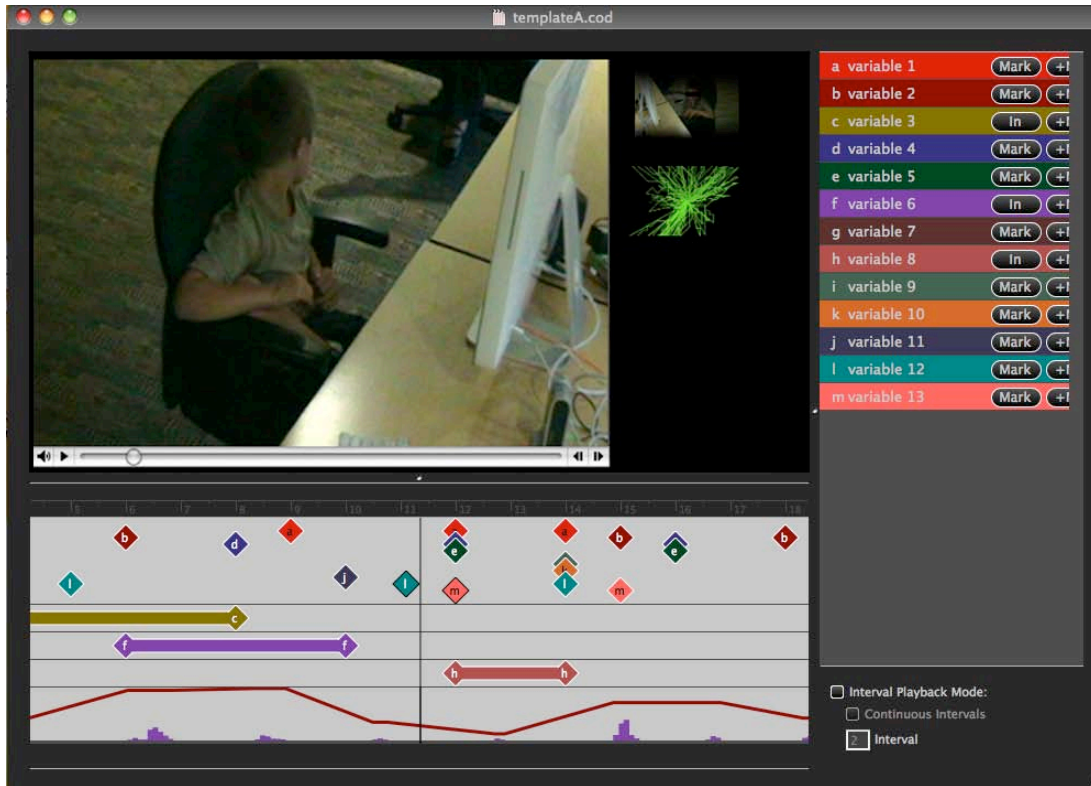 templateA.cod
a variable 1 Mark
b variable 2 Mark
c variable 3 In
d variable 4 Mark
e variable 5 Mark
f variable 6 In
g variable 7 Mark
h variable 8 In
i variable 9 Mark
k variable 10 Mark
j variable 11 Mark
l variable 12 Mark
m variable 13 Mark
5 6 7 8 9 10 11 12 13 14 15 16 17 18
b d a a b b
e e
l j l m l m
c
f f
h h
Interval Playback Mode:
Continuous Intervals
2 Interval